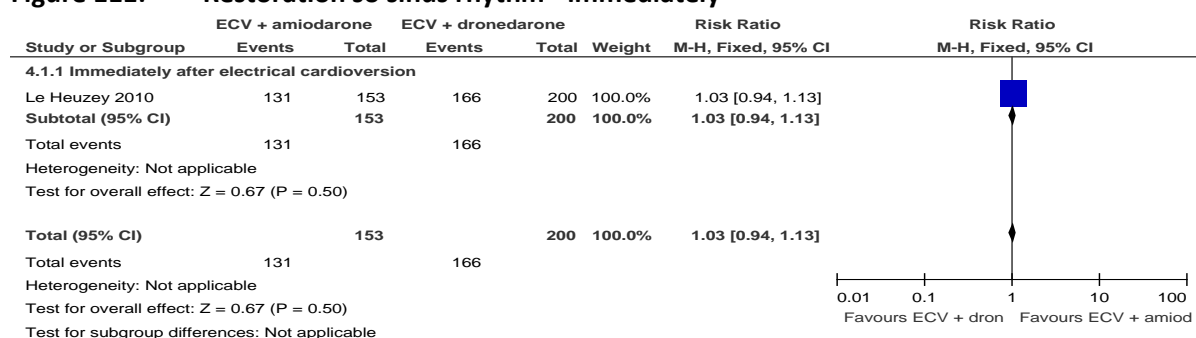 Restoration so sinus rhythm - immediately
ECV + amiodarone ECV + dronedarone Risk Ratio Risk Ratio
Study or Subgroup Events Total Events Total Weight M-H, Fixed, 95% CI M-H, Fixed, 95% CI
4.1.1 Immediately after electrical cardioversion
Le Heuzey 2010 131 153 166 200 100.0% 1.03 [0.94, 1.13]
Subtotal (95% CI) 153 200 100.0% 1.03 [0.94, 1.13]
Total events 131 166
Heterogeneity: Not applicable
Test for overall effect: Z = 0.67 (P = 0.50)
Total (95% CI) 153 200 100.0% 1.03 [0.94, 1.13]
Total events 131 166
Heterogeneity: Not applicable
Test for overall effect: Z = 0.67 (P = 0.50)
Test for subgroup differences: Not applicable
0.01 0.1 1 10 100
Favours ECV + dron Favours ECV + amiod